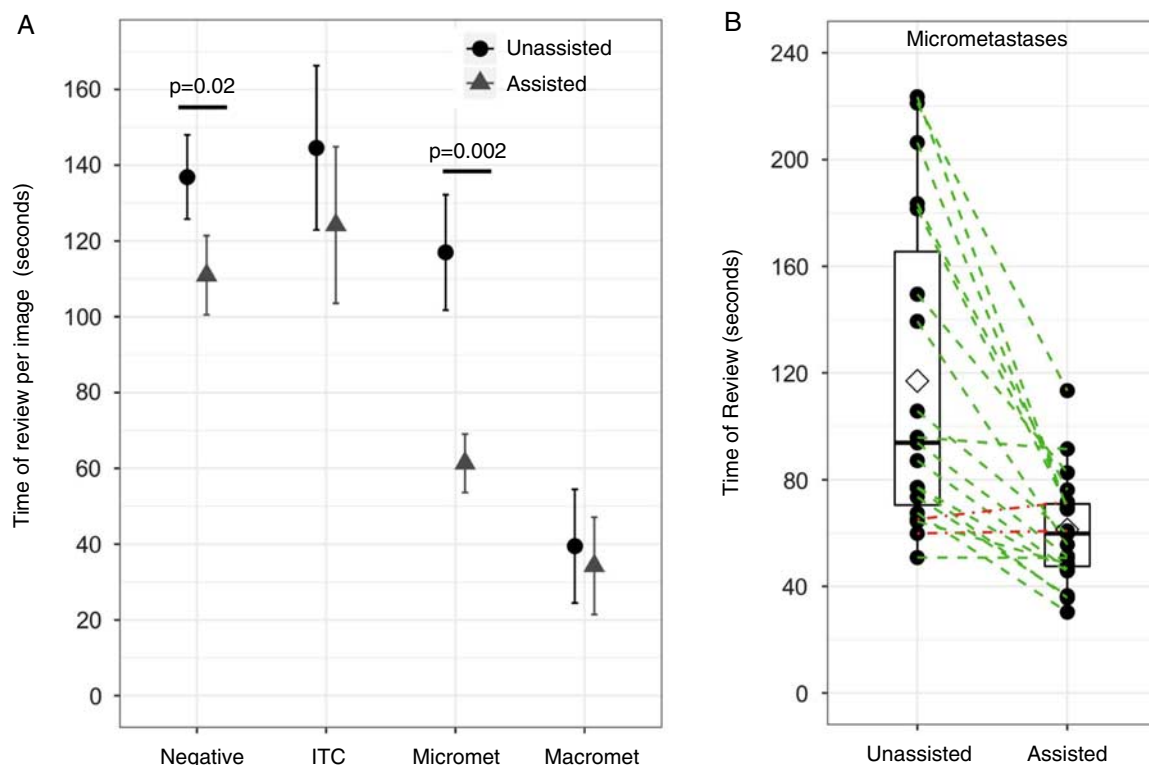 A
Time of review per image (seconds)
160
140
120
100
80
60
40
20
0
p=0.02
p=0.002
Unassisted
Assisted
Negative
ITC
Micromet
Macromet
B
Micrometastases
Time of Review (seconds)
240
200
160
120
80
40
0
Unassisted
Assisted